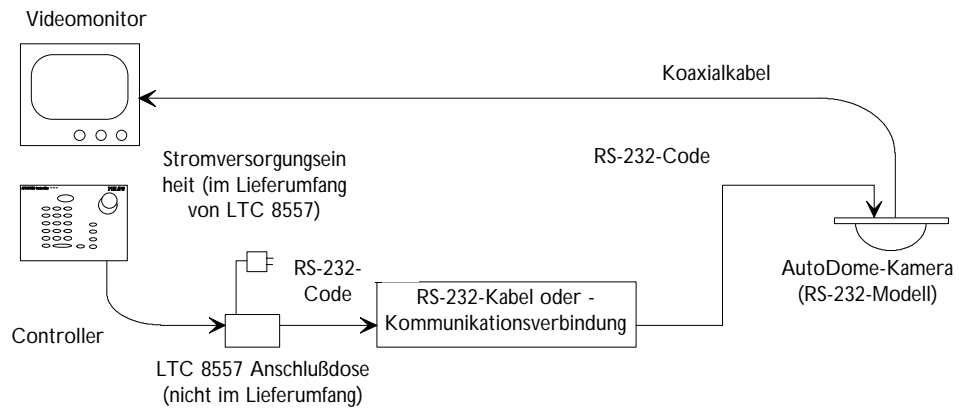 Videomonitor
Koaxialkabel
Stromversorgungsein
heit (im Lieferumfang
von LTC 8557)
RS-232-Code
RS-232-
Code
RS-232-Kabel oder -
Kommunikationsverbindung
AutoDome-Kamera
(RS-232-Modell)
Controller
LTC 8557 Anschlußdose
(nicht im Lieferumfang)